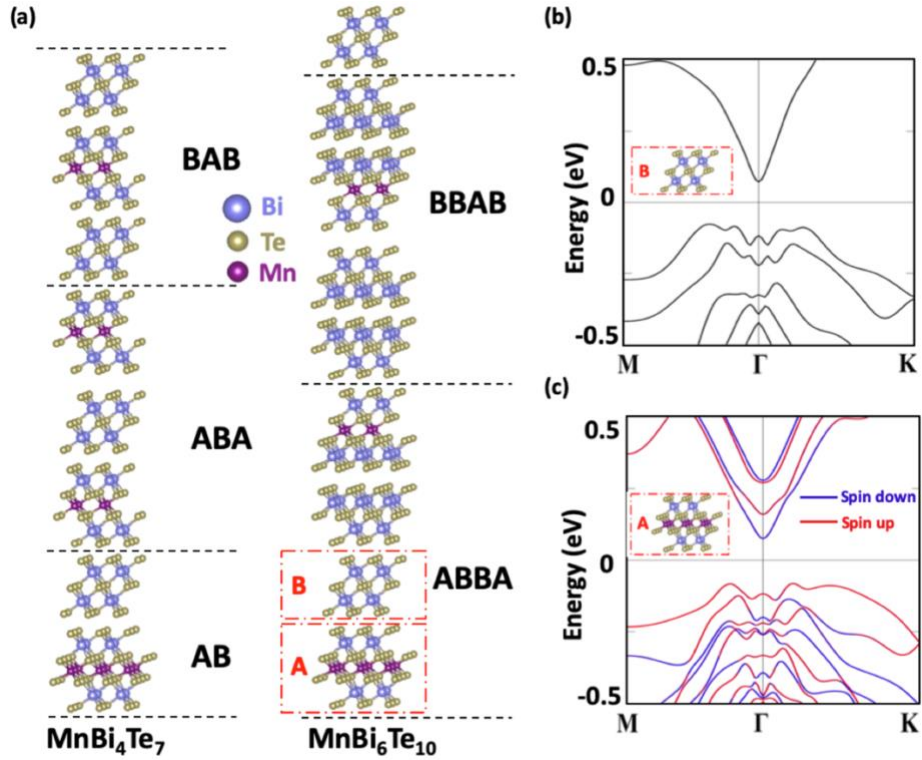 (a)
BAB
Bi
Te
Mn
ABA
AB
MnBi₄Te₇
BBAB
B
ABBA
A
MnBi₆Te₁₀
(b)
Energy (eV)
0.5
0
-0.5
B
M Γ K
(c)
Energy (eV)
0.5
0
-0.5
A
Spin down
Spin up
M Γ K